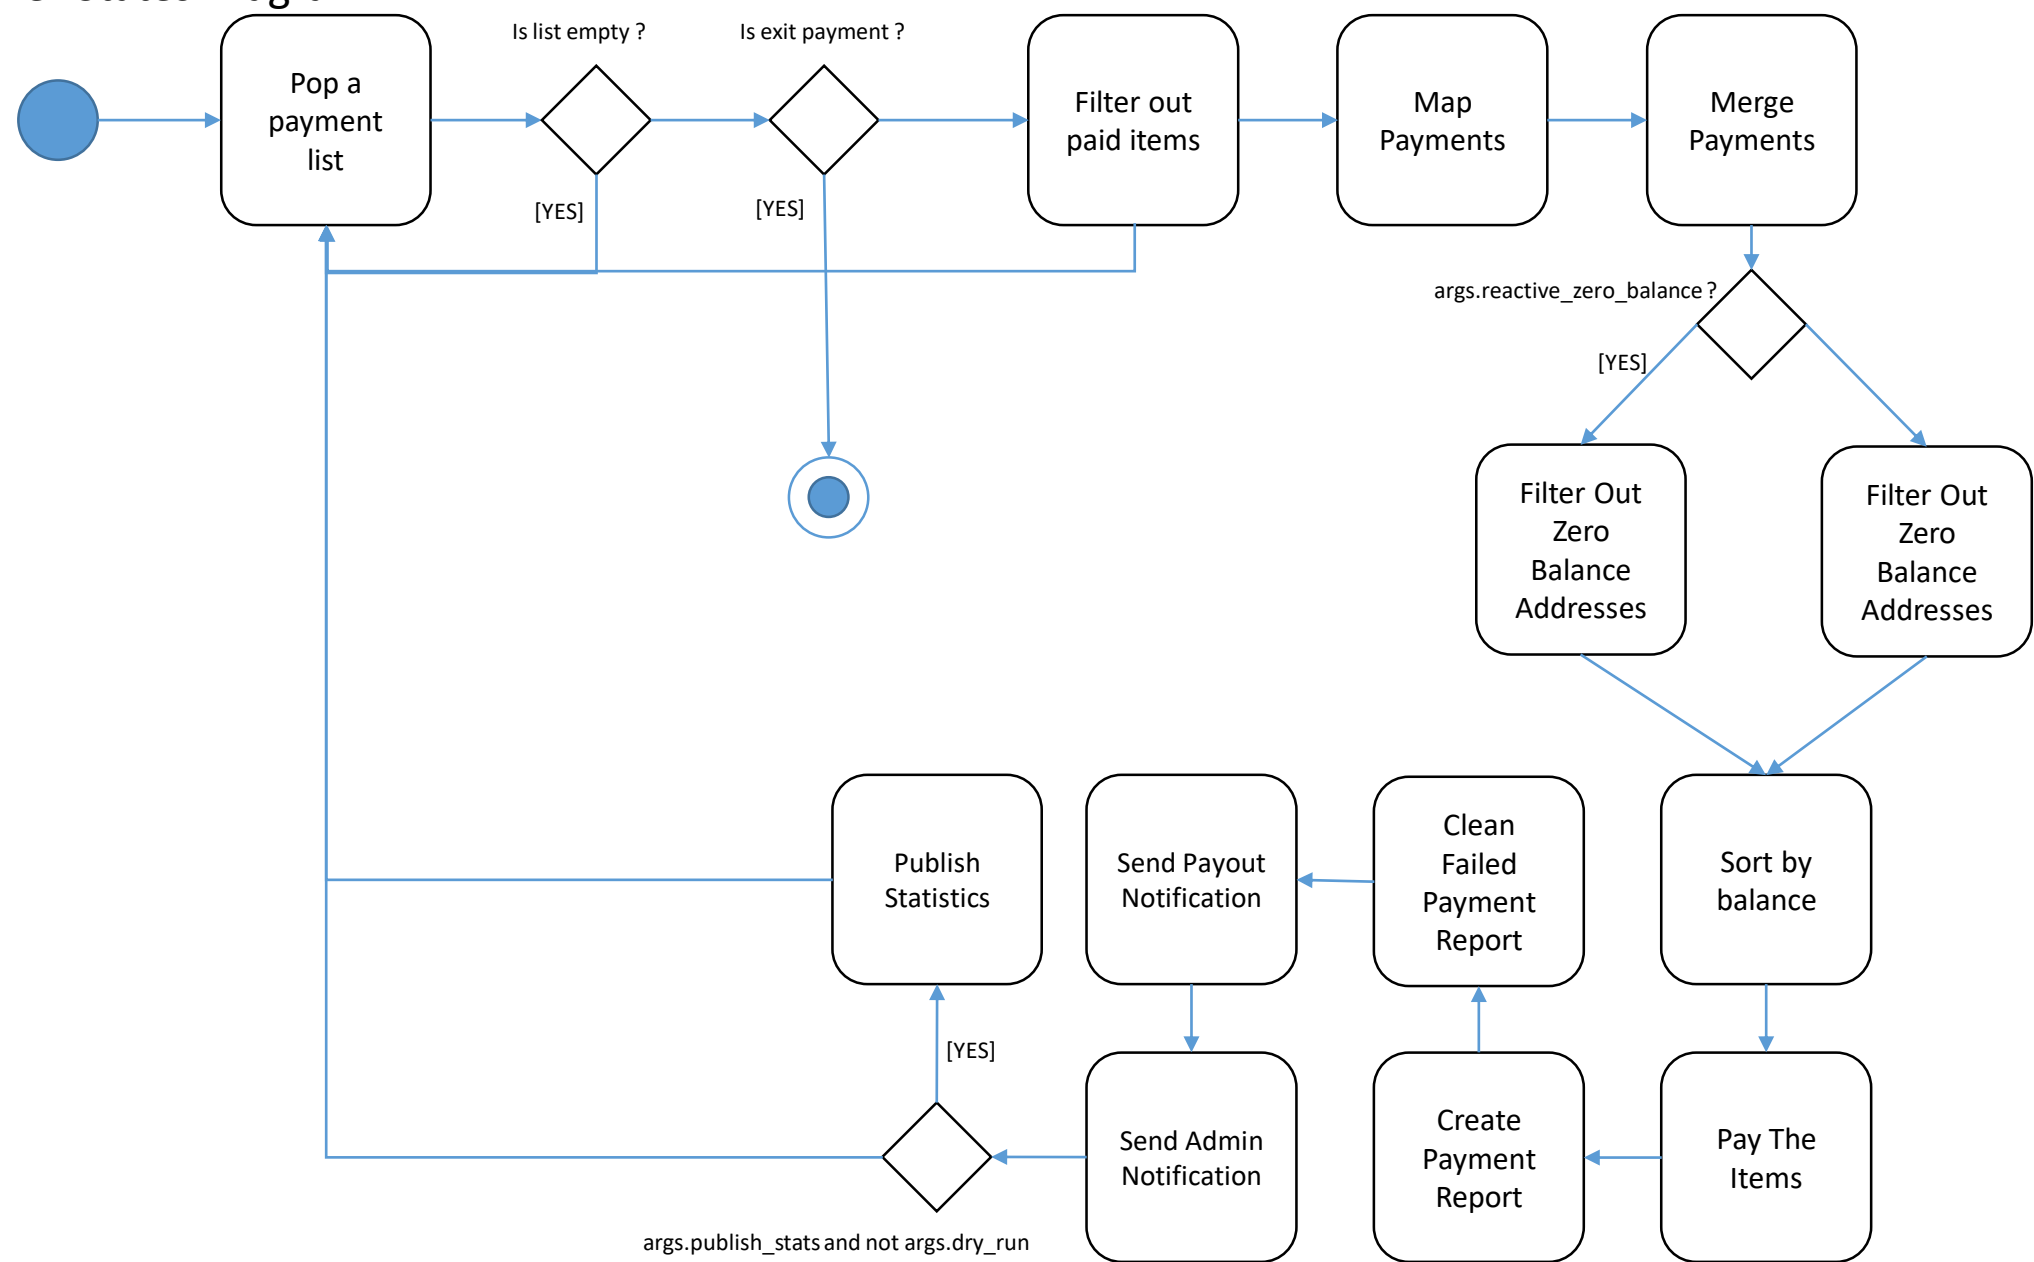 Is list empty ?
Is exit payment ?
Pop a
payment
list
Filter out
paid items
Map
Payments
Merge
Payments
[YES]
[YES]
args.reactive_zero_balance ?
[YES]
Filter Out
Zero
Balance
Addresses
Filter Out
Zero
Balance
Addresses
Publish
Statistics
Send Payout
Notification
Clean
Failed
Payment
Report
Sort by
balance
[YES]
Send Admin
Notification
Create
Payment
Report
Pay The
Items
args.publish_stats and not args.dry_run